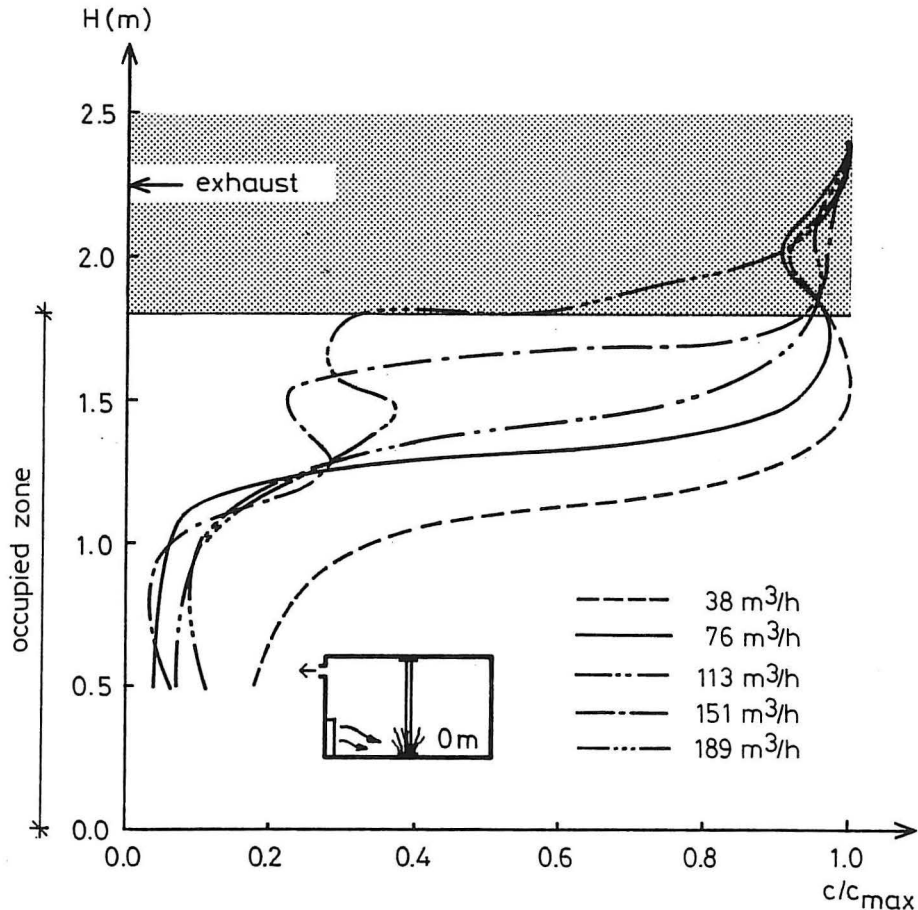 H(m)
2.5
exhaust
2.0
1.5
1.0
0.5
0.0
occupied zone
38 m³/h
76 m³/h
113 m³/h
151 m³/h
189 m³/h
0m
0.0 0.2 0.4 0.6 0.8 1.0
c/cmax